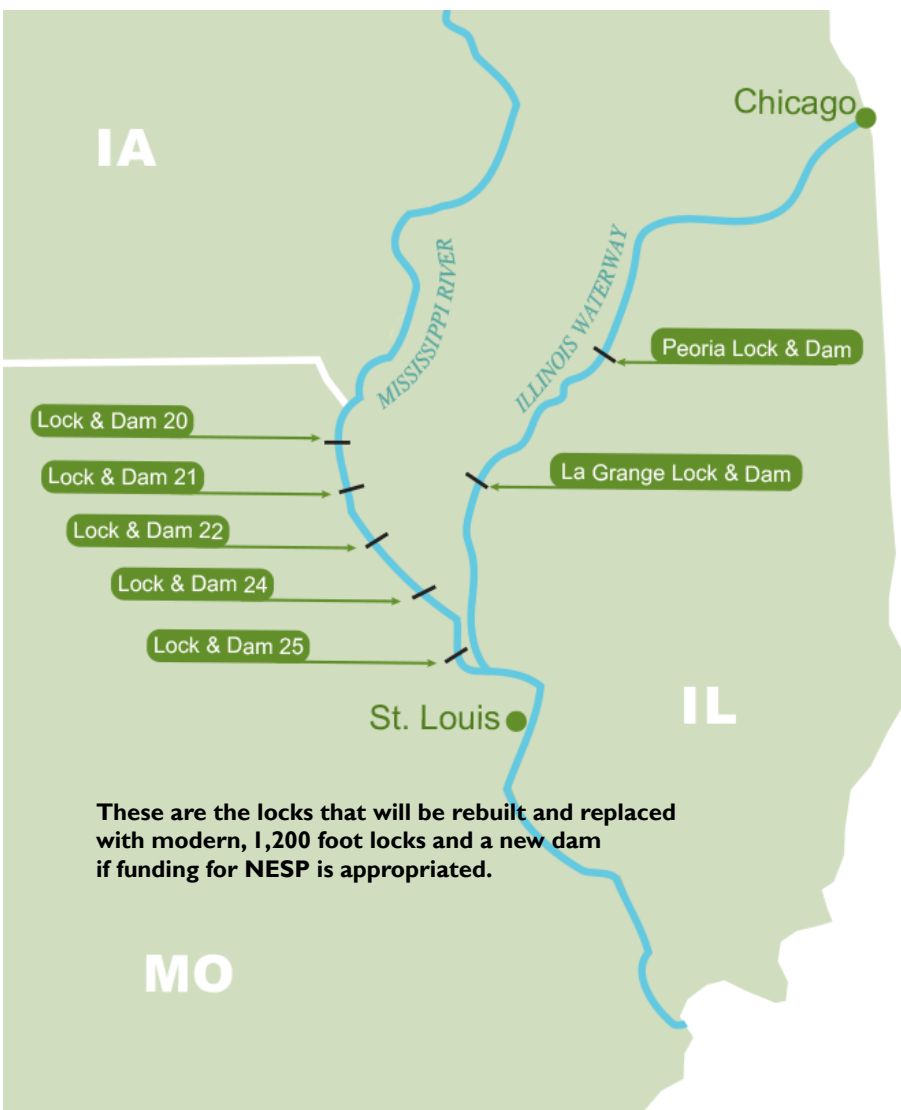 Chicago
IA
MISSISSIPPI RIVER
ILLINOIS WATERWAY
Peoria Lock & Dam
Lock & Dam 20
La Grange Lock & Dam
Lock & Dam 21
Lock & Dam 22
Lock & Dam 24
Lock & Dam 25
IL
St. Louis
These are the locks that will be rebuilt and replaced
with modern, 1,200 foot locks and a new dam
if funding for NESP is appropriated.
MO